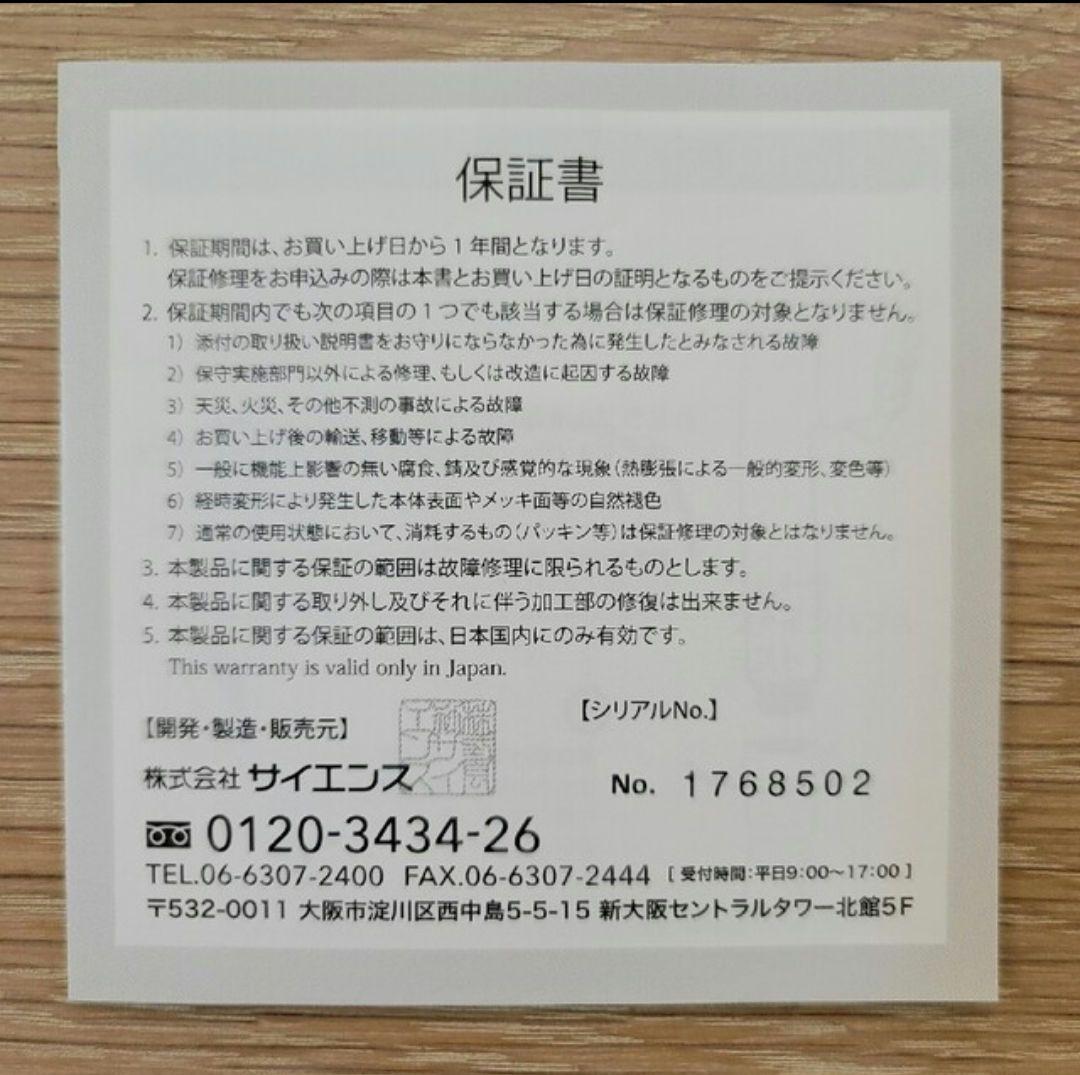 保証書
1. 保証期間は、お買い上げ日から1年間となります。
保証修理をお申込みの際は本書とお買い上げ日の証明となるものをご提示ください。
2. 保証期間内でも次の項目の1つでも該当する場合は保証修理の対象となりません。
1) 添付の取り扱い説明書をお守りにならなかった為に発生したとみなされる故障
2) 保守実施部門以外による修理、もしくは改造に起因する故障
3) 天災、火災、その他不測の事故による故障
4) お買い上げ後の輸送、移動等による故障
5) 一般に機能上影響の無い腐食、錆及び感覚的な現象(熱膨張による一般的変形、変色等)
6) 経時変形により発生した本体表面やメッキ面等の自然褪色
7) 通常の使用状態において、消耗するもの(パッキン等)は保証修理の対象とはなりません。
3. 本製品に関する保証の範囲は故障修理に限られるものとします。
4. 本製品に関する取り外し及びそれに伴う加工部の修復は出来ません。
5. 本製品に関する保証の範囲は、日本国内にのみ有効です。
This warranty is valid only in Japan.
【シリアルNo.】
【開発・製造・販売元】
株式会社 サイエンス
No. 1768502
0120-3434-26
TEL.06-6307-2400 FAX.06-6307-2444 [受付時間:平日9:00〜17:00]
〒532-0011 大阪市淀川区西中島5-5-15 新大阪セントラルタワー北館5F